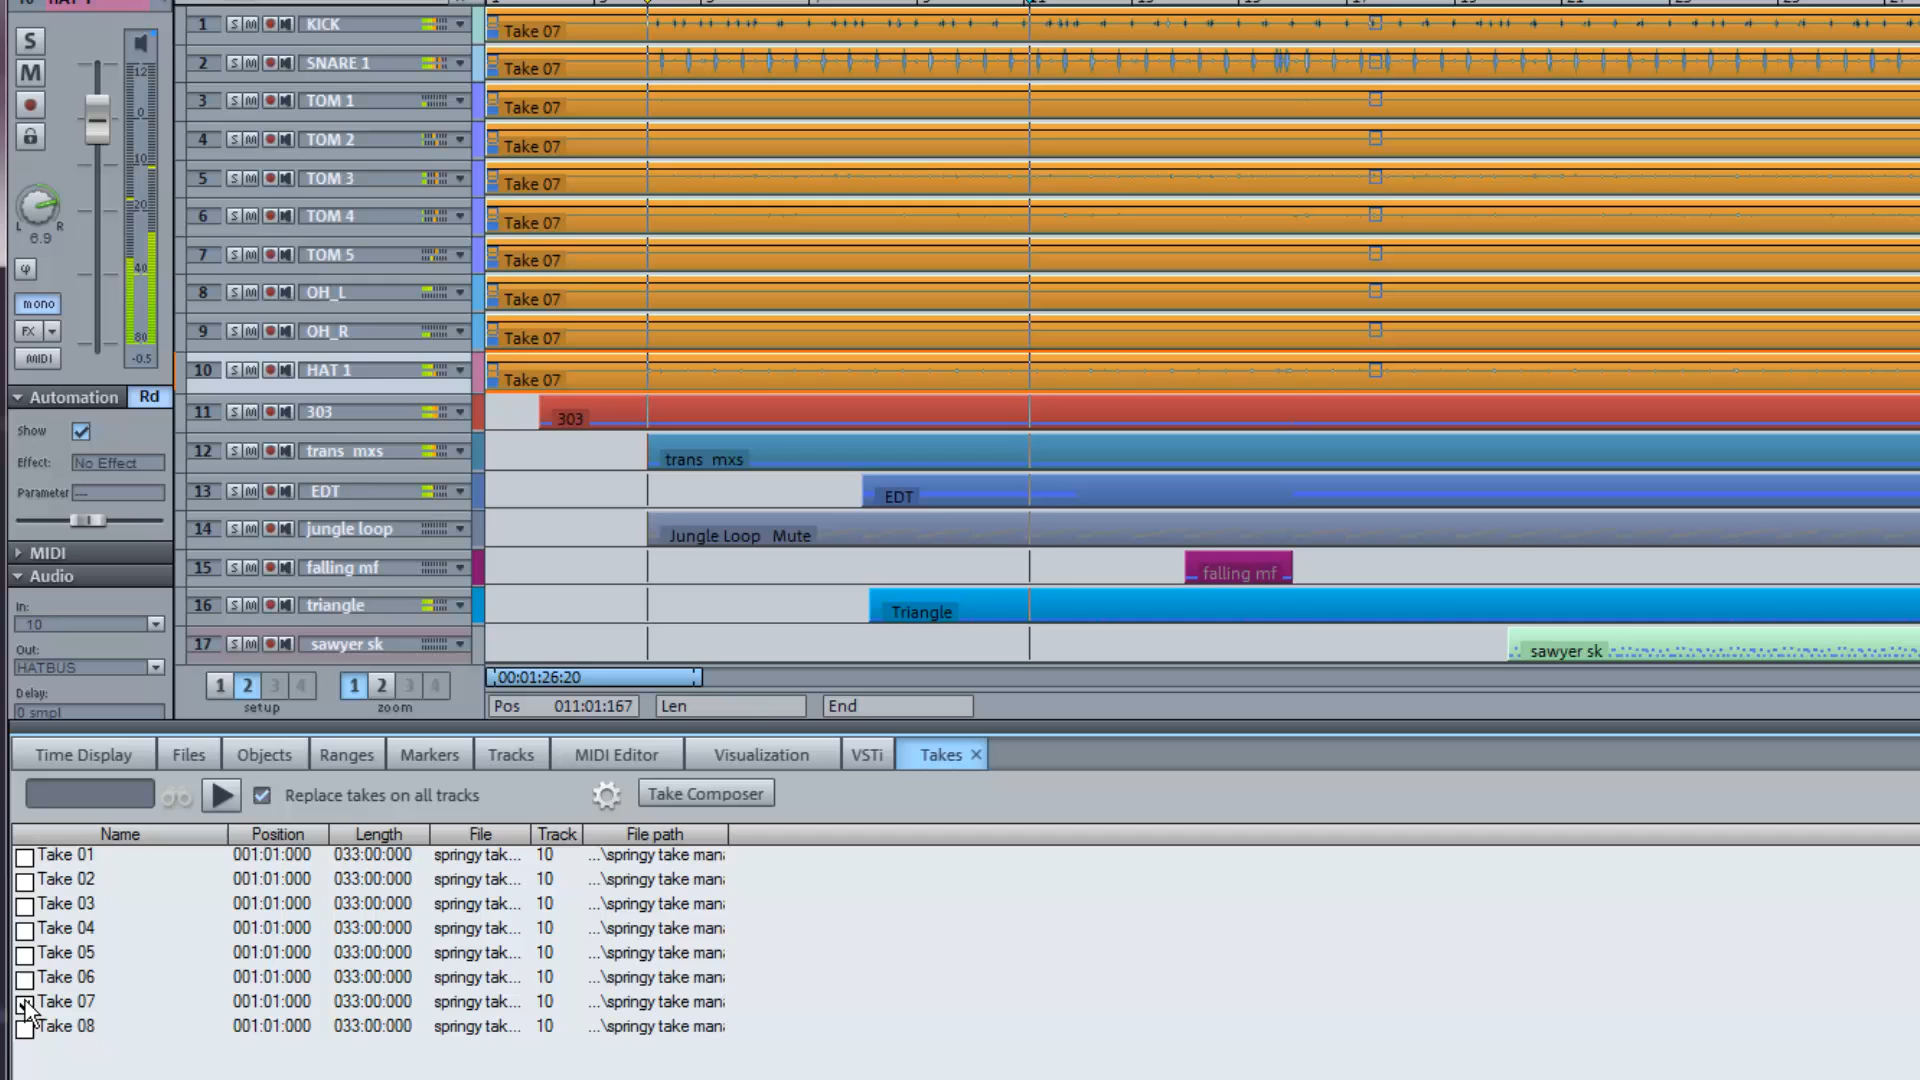 1 S M KICK Take 07
2 S M SNARE 1 Take 07
3 S M TOM 1 Take 07
4 S M TOM 2 Take 07
5 S M TOM 3 Take 07
6 S M TOM 4 Take 07
7 S M TOM 5 Take 07
8 S M OH_L Take 07
9 S M OH_R Take 07
10 S M HAT 1 Take 07
11 S M 303 303
12 S M trans mxs trans mxs
13 S M EDT EDT
14 S M jungle loop Jungle Loop Mute
15 S M falling mf falling mf
16 S M triangle Triangle
17 S M sawyer sk sawyer sk
S
M
12
0
10
20
40
80
-0.5
L R
6.9
φ
mono
FX
MIDI
Automation Rd
Show
Effect: No Effect
Parameter ---
MIDI
Audio
In:
10
Out:
HATBUS
Delay:
0 smpl
1 2 3 4 1 2 3 4
setup zoom
00:01:26:20
Pos 011:01:167 Len End
Time Display Files Objects Ranges Markers Tracks MIDI Editor Visualization VSTi Takes ×
Replace takes on all tracks Take Composer
Name Position Length File Track File path
Take 01 001:01:000 033:00:000 springy tak... 10 ...\springy take man
Take 02 001:01:000 033:00:000 springy tak... 10 ...\springy take man
Take 03 001:01:000 033:00:000 springy tak... 10 ...\springy take man
Take 04 001:01:000 033:00:000 springy tak... 10 ...\springy take man
Take 05 001:01:000 033:00:000 springy tak... 10 ...\springy take man
Take 06 001:01:000 033:00:000 springy tak... 10 ...\springy take man
Take 07 001:01:000 033:00:000 springy tak... 10 ...\springy take man
Take 08 001:01:000 033:00:000 springy tak... 10 ...\springy take man